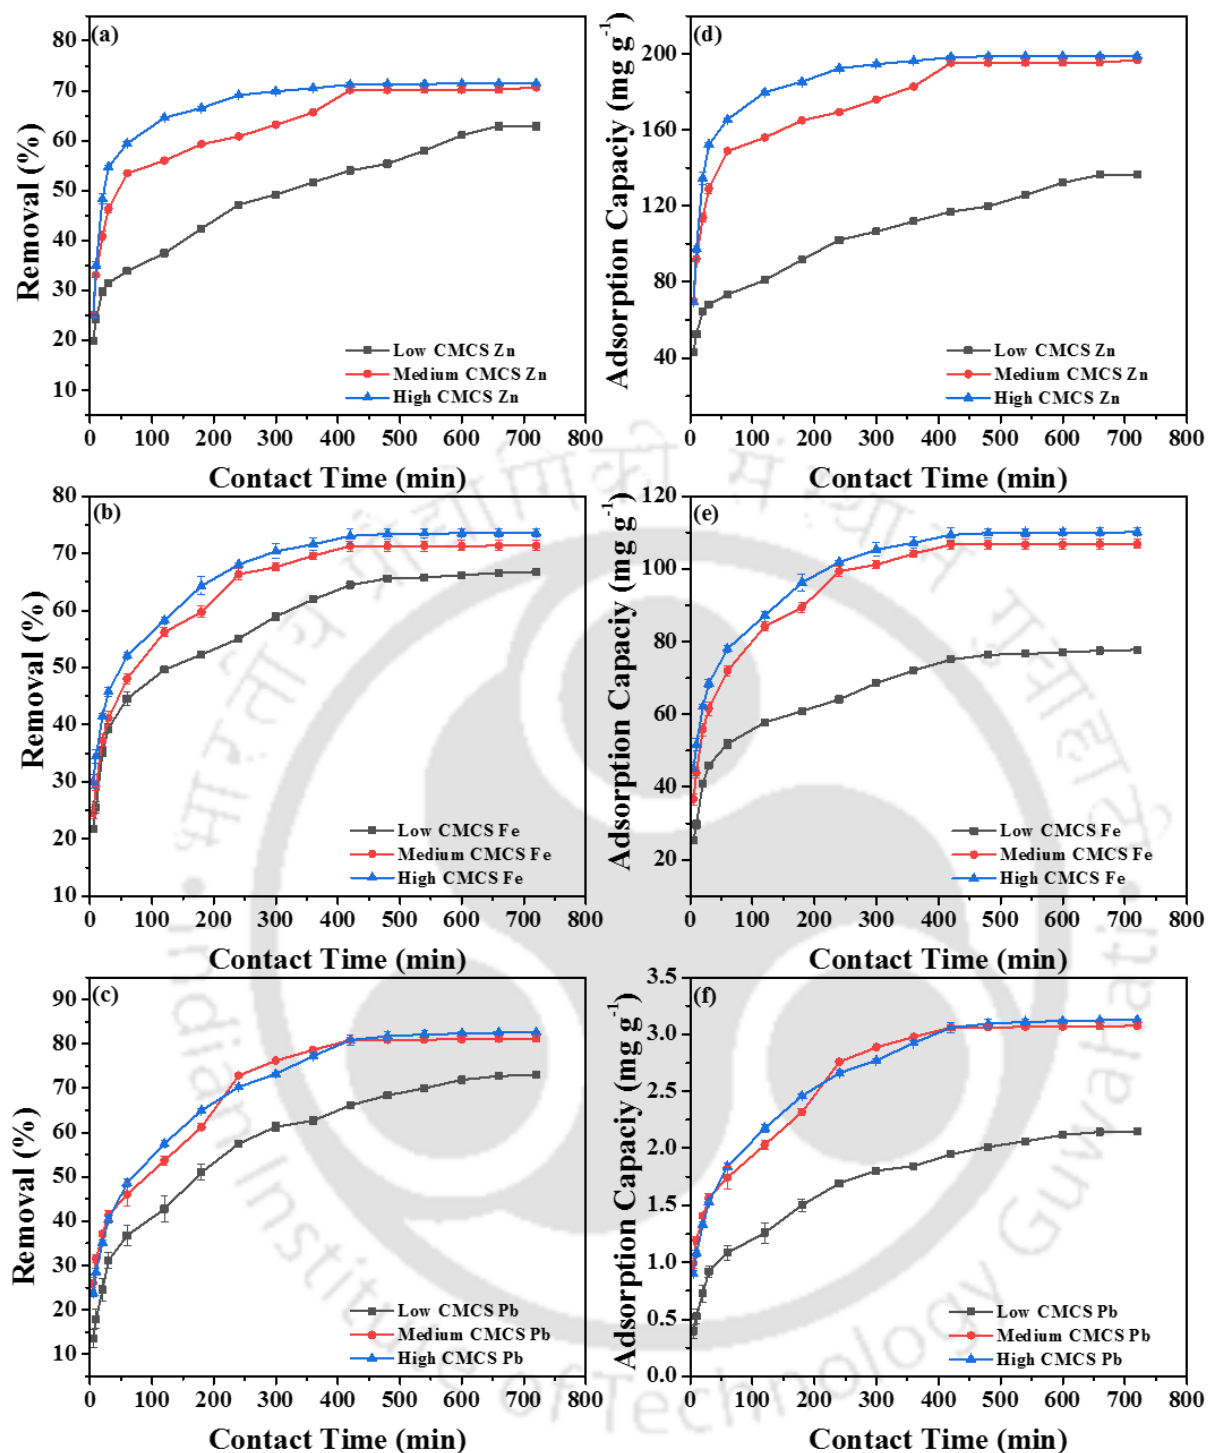 (a)
Removal (%)
80
70
60
50
40
30
20
10
Low CMCS Zn
Medium CMCS Zn
High CMCS Zn
0 100 200 300 400 500 600 700 800
Contact Time (min)
(d)
Adsorption Capaciy (mg g-1)
200
160
120
80
40
Low CMCS Zn
Medium CMCS Zn
High CMCS Zn
0 100 200 300 400 500 600 700 800
Contact Time (min)
(b)
Removal (%)
80
70
60
50
40
30
20
10
Low CMCS Fe
Medium CMCS Fe
High CMCS Fe
0 100 200 300 400 500 600 700 800
Contact Time (min)
(e)
Adsorption Capaciy (mg g-1)
120
100
80
60
40
20
Low CMCS Fe
Medium CMCS Fe
High CMCS Fe
0 100 200 300 400 500 600 700 800
Contact Time (min)
(c)
Removal (%)
90
80
70
60
50
40
30
20
10
Low CMCS Pb
Medium CMCS Pb
High CMCS Pb
0 100 200 300 400 500 600 700 800
Contact Time (min)
(f)
Adsorption Capaciy (mg g-1)
3.5
3.0
2.5
2.0
1.5
1.0
0.5
0.0
Low CMCS Pb
Medium CMCS Pb
High CMCS Pb
0 100 200 300 400 500 600 700 800
Contact Time (min)
भारतीय प्रौद्योगिकी संस्थान गुवाहाटी
Indian Institute of Technology Guwahati